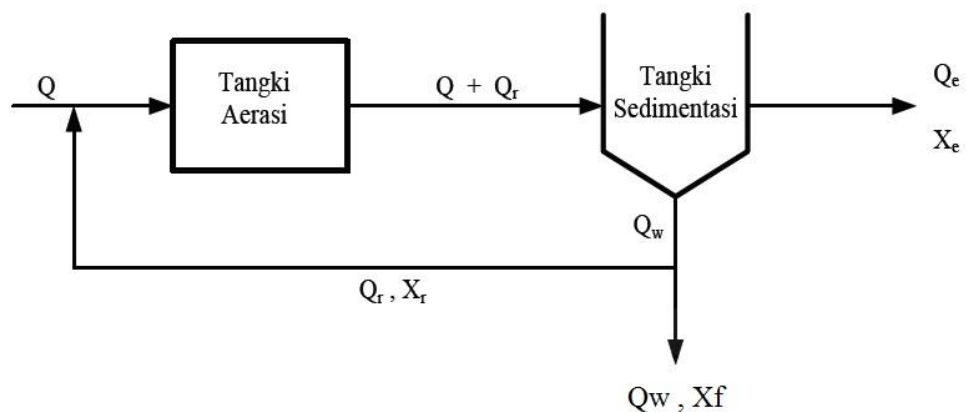 Q
Tangki
Aerasi
Q + Qr
Tangki
Sedimentasi
Qe
Xe
Qw
Qr , Xr
Qw , Xf